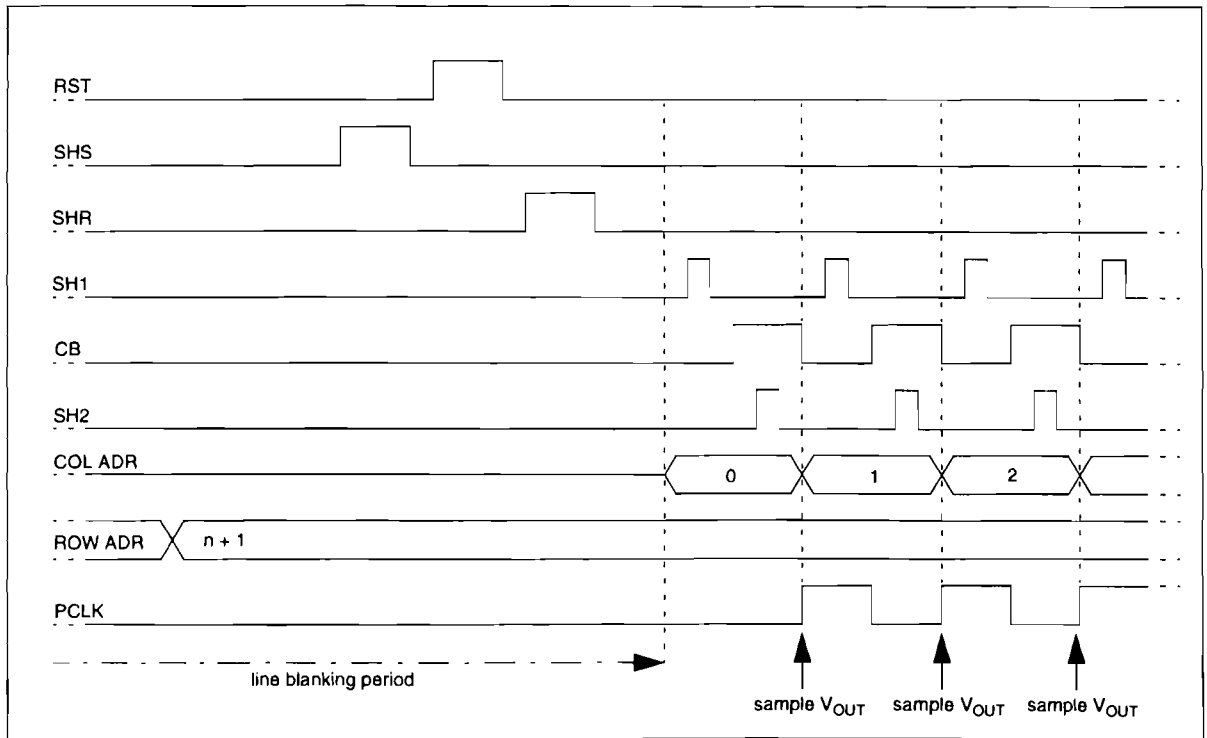 RST
SHS
SHR
SH1
CB
SH2
COL ADR
0 1 2
ROW ADR
n + 1
PCLK
line blanking period
sample VOUT sample VOUT sample VOUT